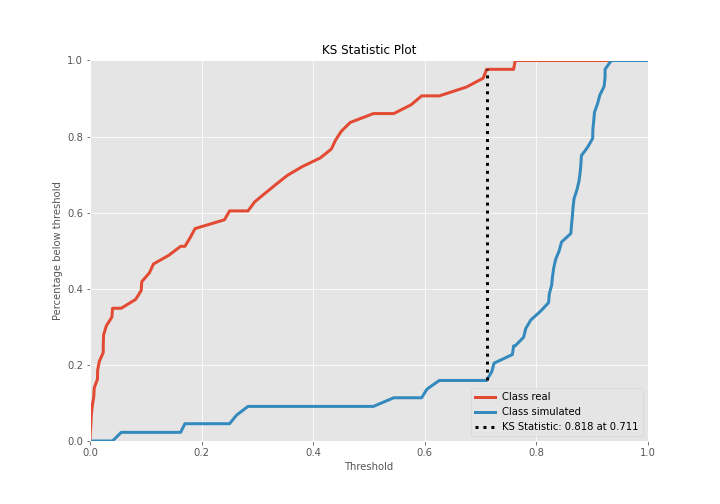 KS Statistic Plot
1.0
0.8
0.6
0.4
0.2
0.0
Percentage below threshold
0.0 0.2 0.4 0.6 0.8 1.0
Threshold
Class real
Class simulated
KS Statistic: 0.818 at 0.711